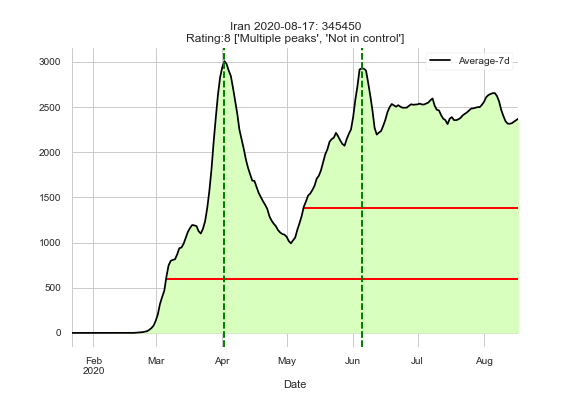 Iran 2020-08-17: 345450
Rating:8 ['Multiple peaks', 'Not in control']
Average-7d
3000
2500
2000
1500
1000
500
0
Feb Mar Apr May Jun Jul Aug
2020
Date